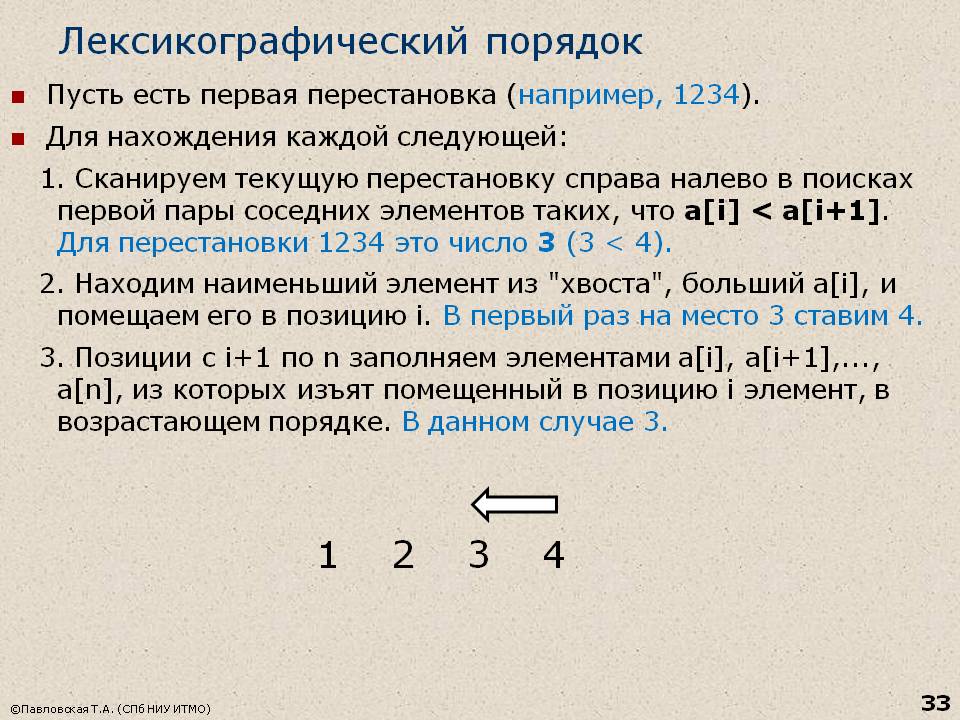 Лексикографический порядок
Пусть есть первая перестановка (например, 1234).
Для нахождения каждой следующей:
1. Сканируем текущую перестановку справа налево в поисках
первой пары соседних элементов таких, что a[i] < a[i+1].
Для перестановки 1234 это число 3 (3 < 4).
2. Находим наименьший элемент из "хвоста", больший a[i], и
помещаем его в позицию i. В первый раз на место 3 ставим 4.
3. Позиции с i+1 по n заполняем элементами a[i], a[i+1],...,
a[n], из которых изъят помещенный в позицию i элемент, в
возрастающем порядке. В данном случае 3.
1 2 3 4
©Павловская Т.А. (СПб НИУ ИТМО)
33